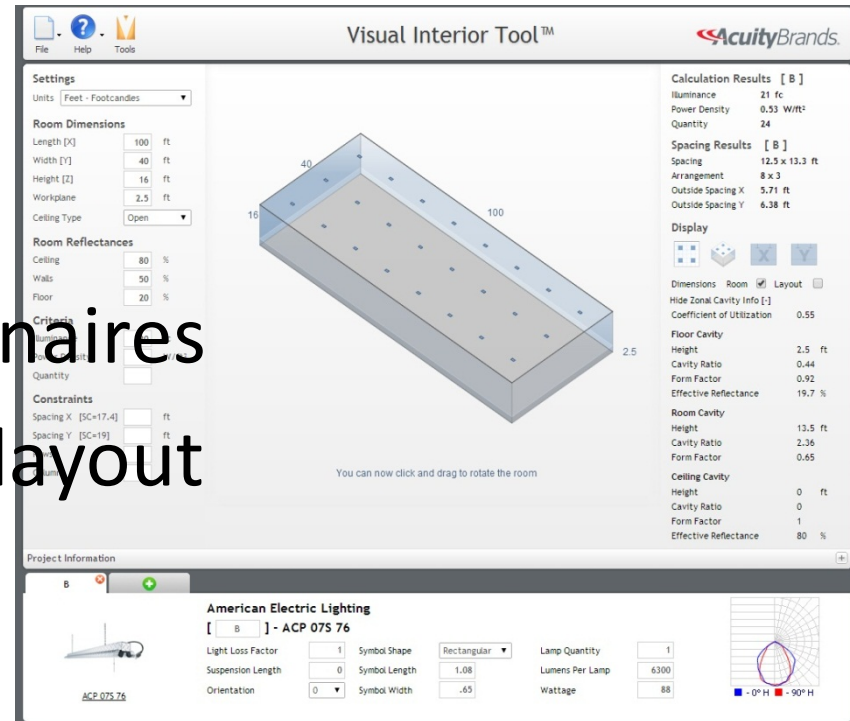 Visual Interior Tool™
AcuityBrands.
File
Help
Tools
Settings
Units Feet - Footcandles
Room Dimensions
Length [X] 100 ft
Width [Y] 40 ft
Height [Z] 16 ft
Workplane 2.5 ft
Ceiling Type Open
Room Reflectances
Ceiling 80 %
Walls 50 %
Floor 20 %
Criteria
naires
Quantity
Constraints
Spacing X [SC=17.4] ft
Spacing Y [SC=19] ft
layout
40
100
16
2.5
You can now click and drag to rotate the room
Calculation Results [ B ]
Illuminance 21 fc
Power Density 0.53 W/ft²
Quantity 24
Spacing Results [ B ]
Spacing 12.5 x 13.3 ft
Arrangement 8 x 3
Outside Spacing X 5.71 ft
Outside Spacing Y 6.38 ft
Display
X Y
Dimensions Room Layout
Hide Zonal Cavity Info [-]
Coefficient of Utilization 0.55
Floor Cavity
Height 2.5 ft
Cavity Ratio 0.44
Form Factor 0.92
Effective Reflectance 19.7 %
Room Cavity
Height 13.5 ft
Cavity Ratio 2.36
Form Factor 0.65
Ceiling Cavity
Height 0 ft
Cavity Ratio 0
Form Factor 1
Effective Reflectance 80 %
Project Information
B
American Electric Lighting
[ B ] - ACP 07S 76
Light Loss Factor 1 Symbol Shape Rectangular Lamp Quantity 1
Suspension Length 0 Symbol Length 1.08 Lumens Per Lamp 6300
Orientation 0 Symbol Width .65 Wattage 88
ACP 07S 76
- 0° H - 90° H